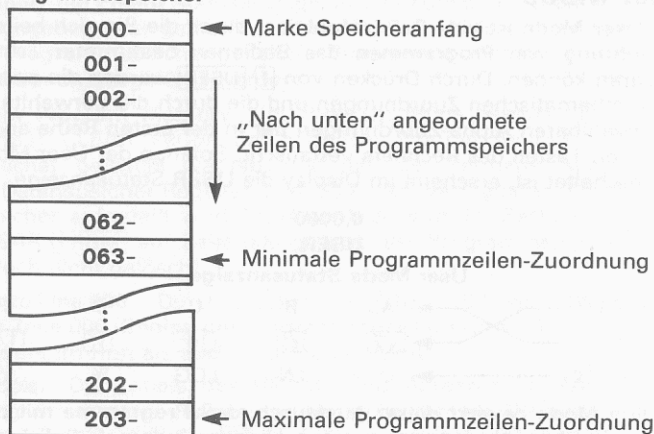 000-
Marke Speicheranfang
001-
002-
„Nach unten" angeordnete
Zeilen des Programmspeichers
062-
063-
Minimale Programmzeilen-Zuordnung
202-
203-
Maximale Programmzeilen-Zuordnung